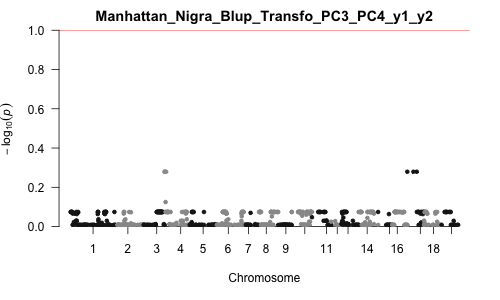 Manhattan_Nigra_Blup_Transfo_PC3_PC4_y1_y2
1.0
0.8
0.6
0.4
0.2
0.0
− log10(p)
1 2 3 4 5 6 7 8 9 11 14 16 18
Chromosome